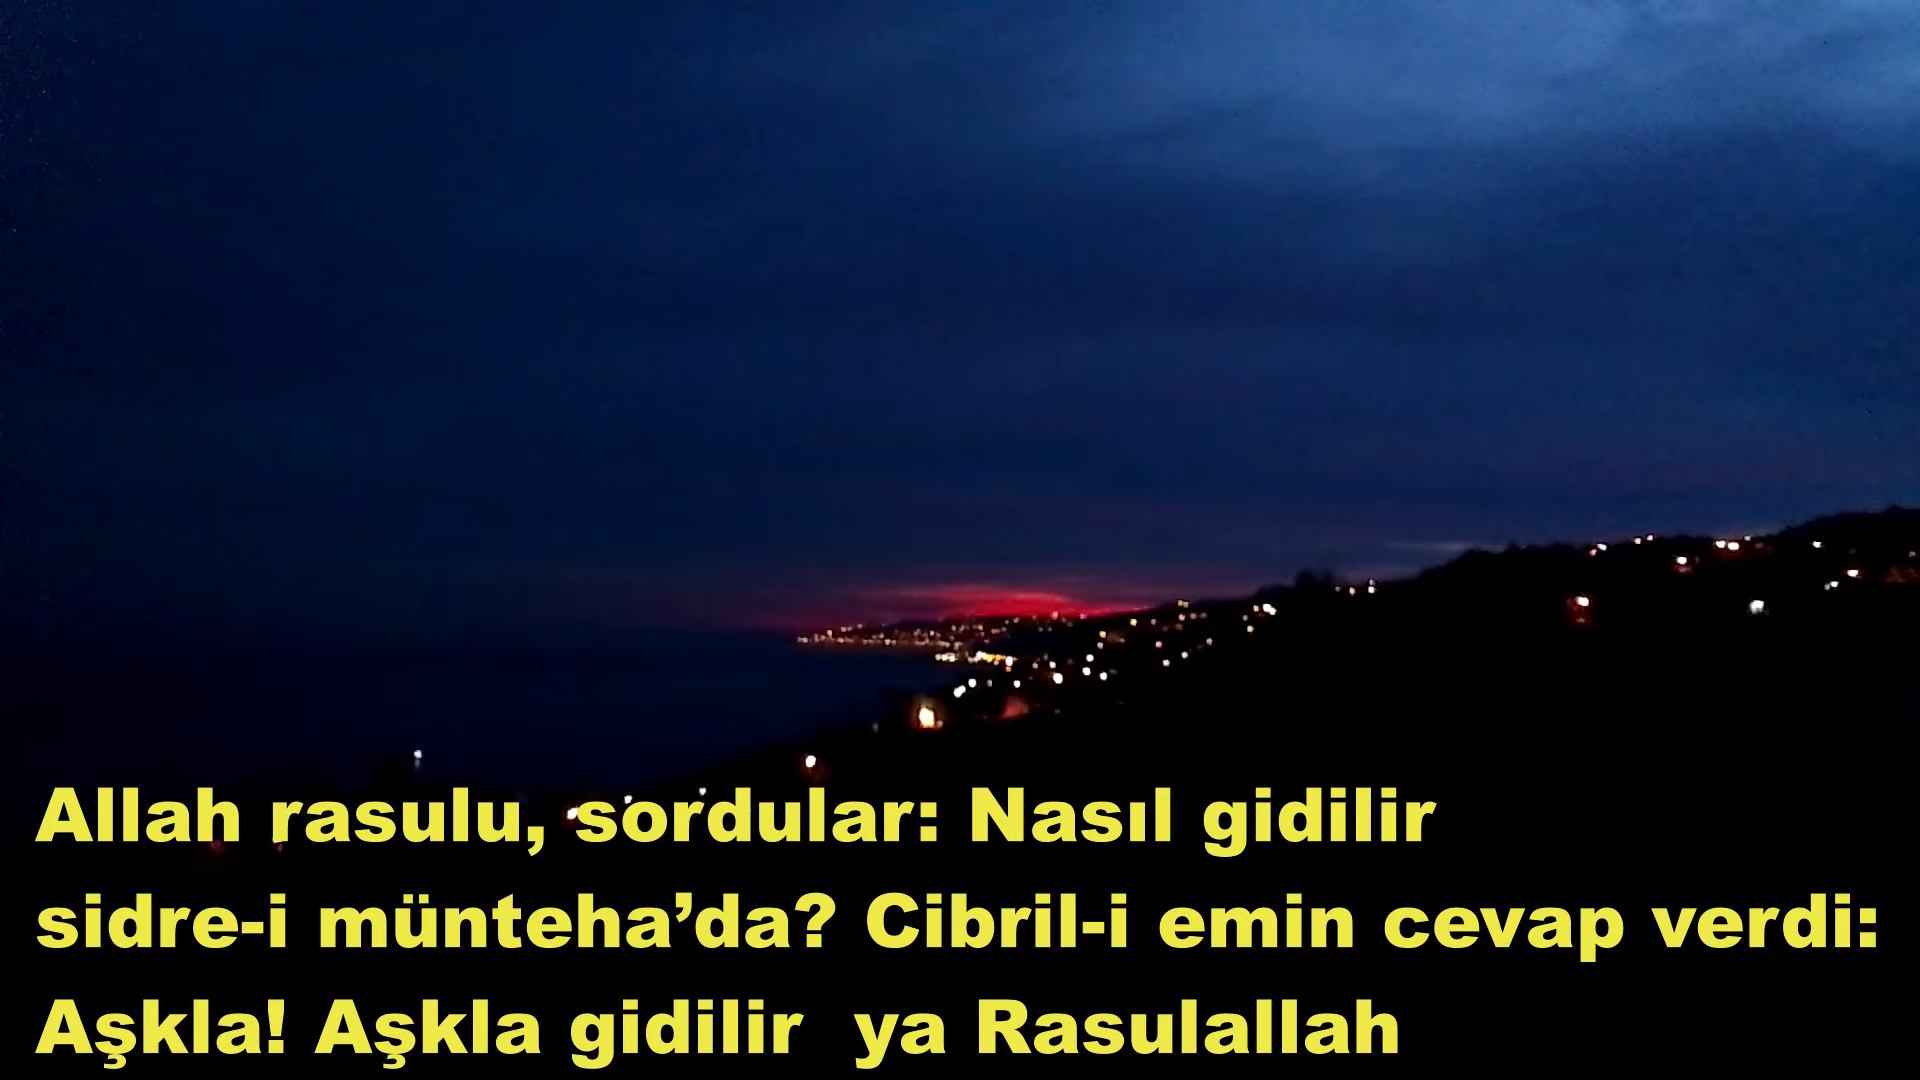 Allah rasulu, sordular: Nasıl gidilir
sidre-i münteha’da? Cibril-i emin cevap verdi:
Aşkla! Aşkla gidilir  ya Rasulallah